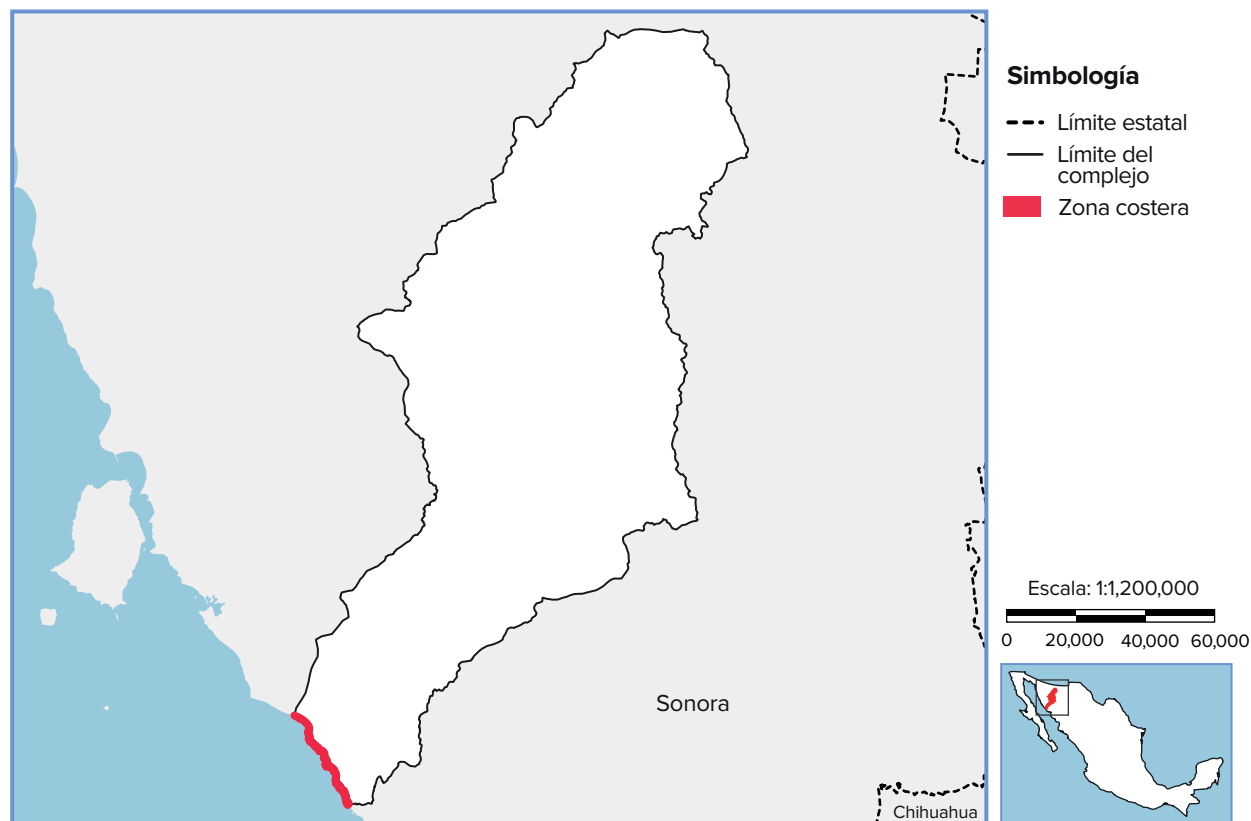 Simbología
Límite estatal
Límite del
complejo
Zona costera
Escala: 1:1,200,000
0 20,000 40,000 60,000
Sonora
Chihuahua